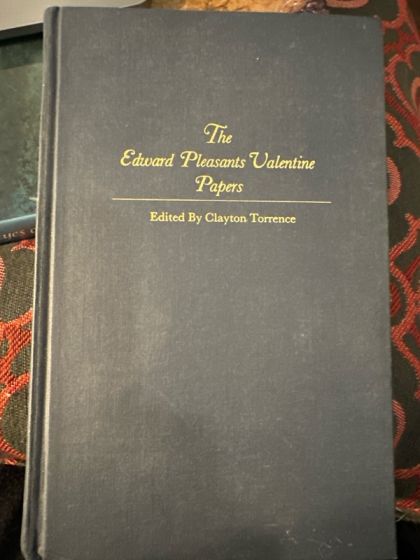 The
Edward Pleasants Valentine
Papers
Edited By Clayton Torrence